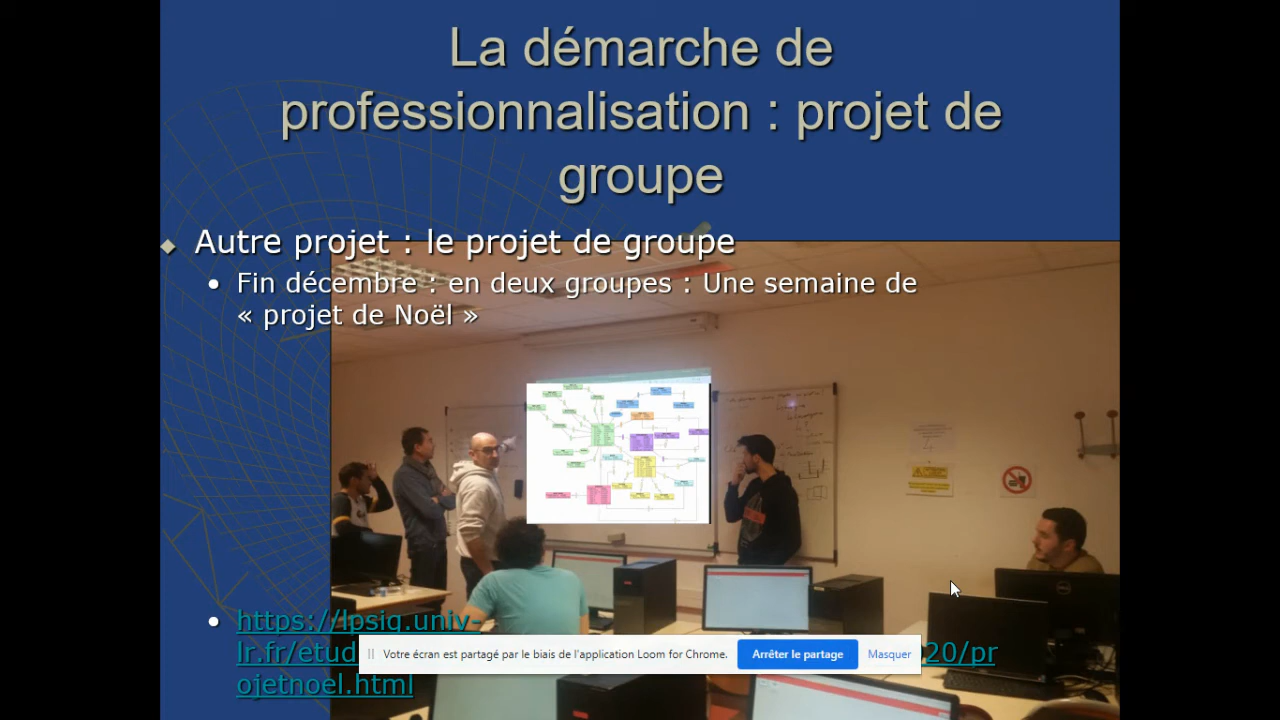 La démarche de
professionnalisation : projet de
groupe
Autre projet : le projet de groupe
Fin décembre : en deux groupes : Une semaine de
« projet de Noël »
https://lpsig.univ-
lr.fr/etud
20/pr
ojetnoel.html
Votre écran est partagé par le biais de l'application Loom for Chrome.
Arrêter le partage
Masquer